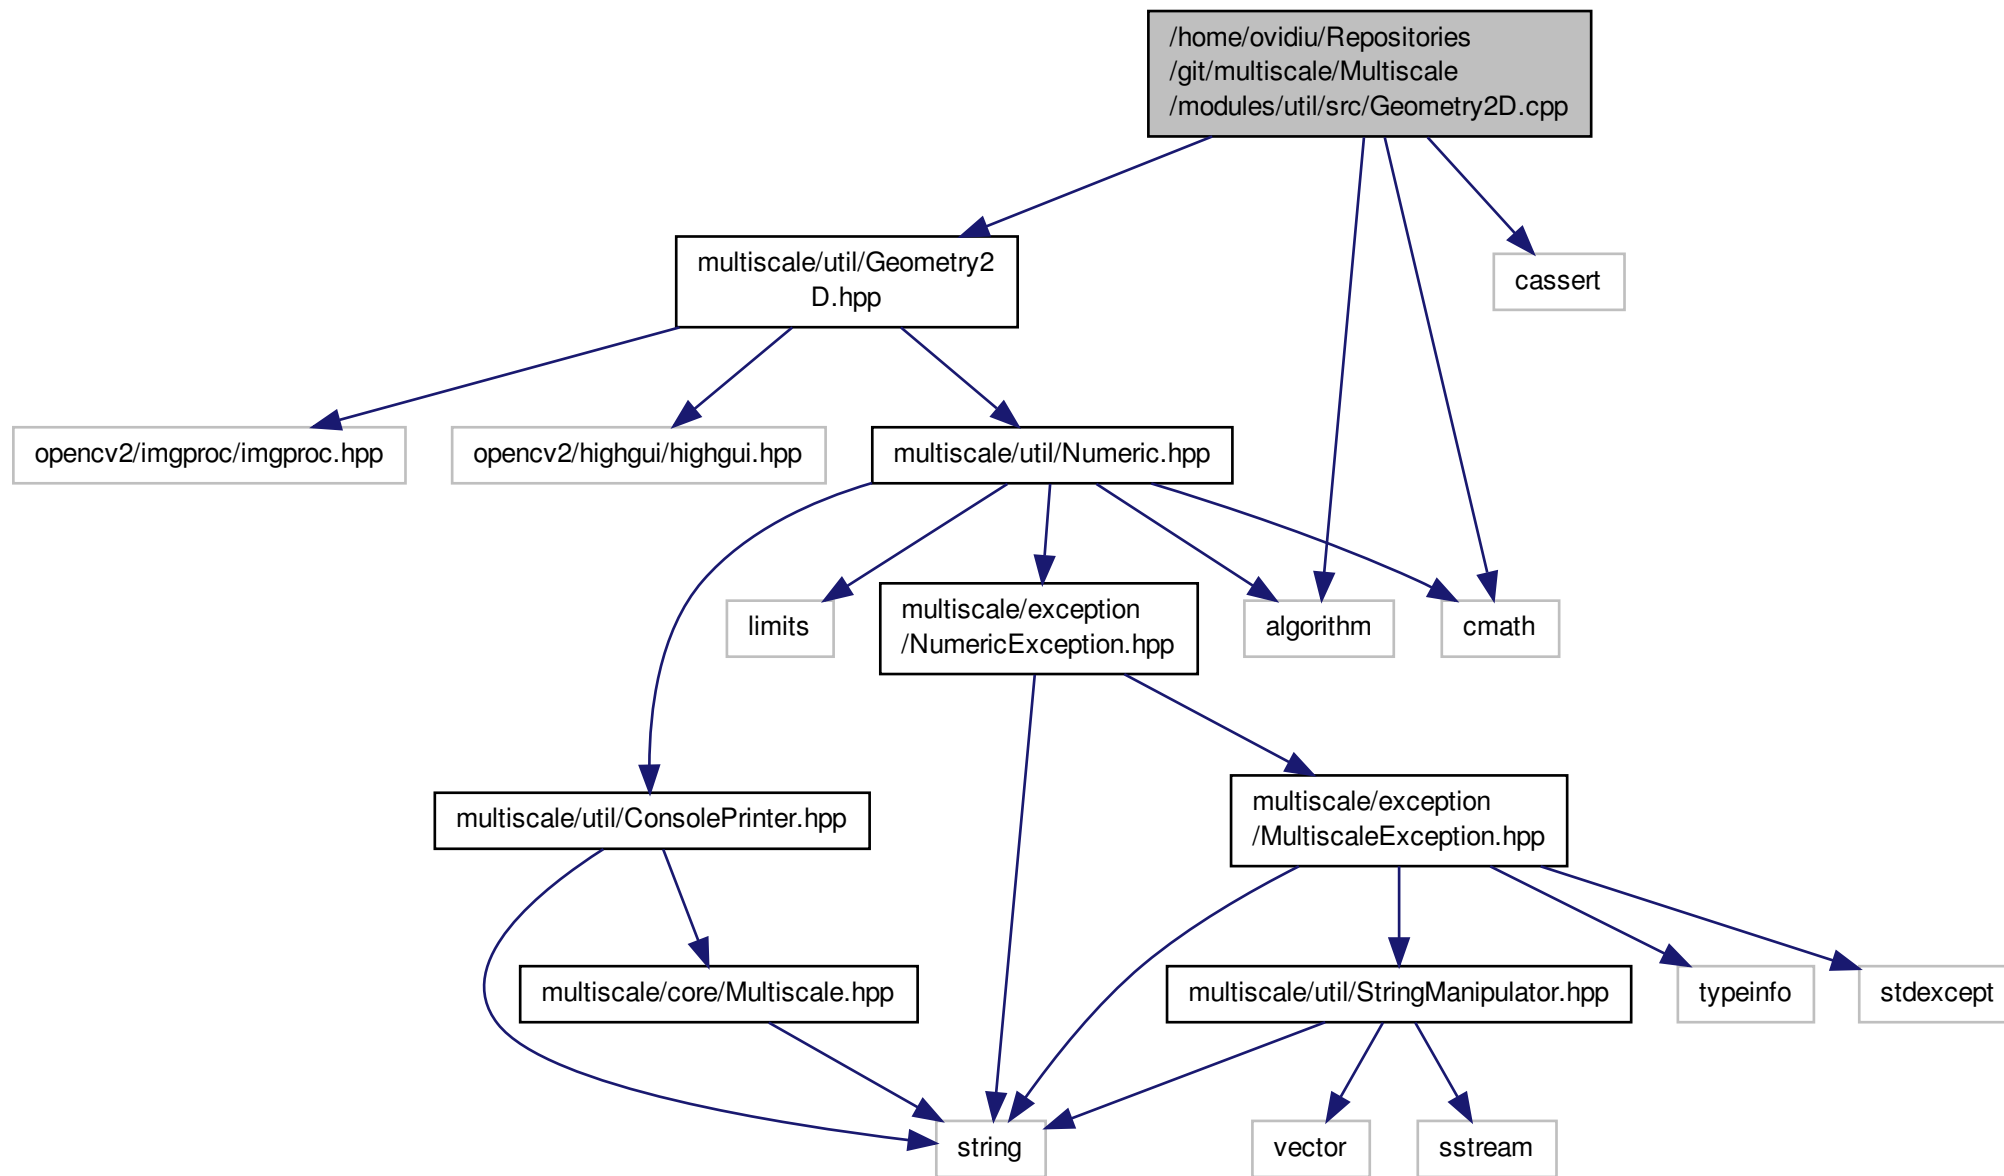 /home/ovidiu/Repositories
/git/multiscale/Multiscale
/modules/util/src/Geometry2D.cpp
multiscale/util/Geometry2
D.hpp
cassert
opencv2/imgproc/imgproc.hpp
opencv2/highgui/highgui.hpp
multiscale/util/Numeric.hpp
limits
multiscale/exception
/NumericException.hpp
algorithm
cmath
multiscale/util/ConsolePrinter.hpp
multiscale/exception
/MultiscaleException.hpp
multiscale/core/Multiscale.hpp
multiscale/util/StringManipulator.hpp
typeinfo
stdexcept
string
vector
sstream